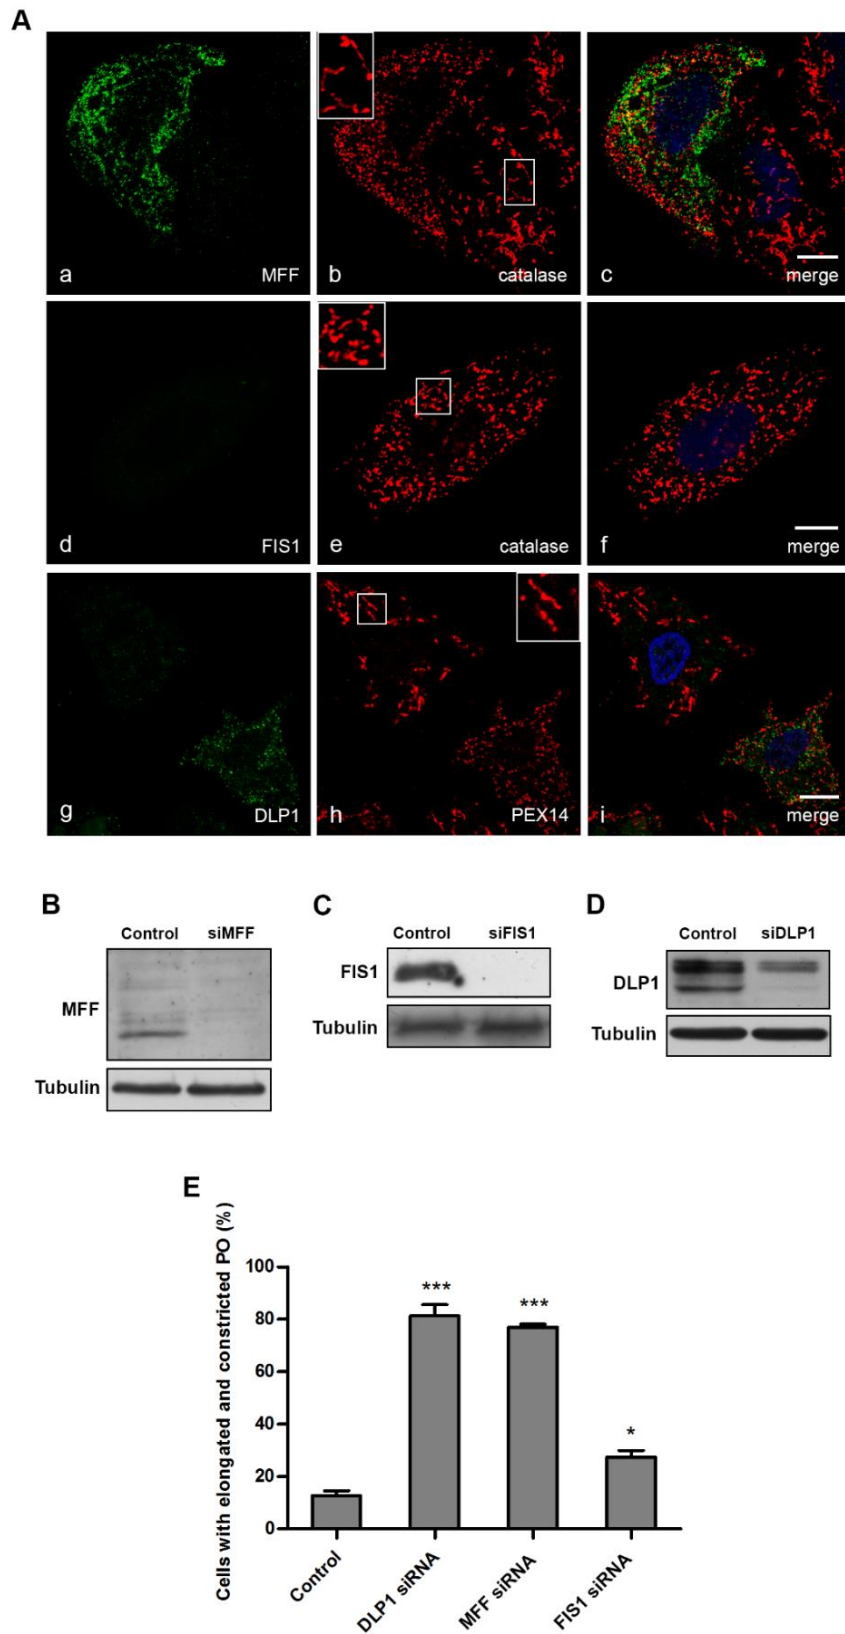 A
a MFF
b catalase
c merge
d FIS1
e catalase
f merge
g DLP1
h PEX14
i merge
B
Control siMFF
MFF
Tubulin
C
Control siFIS1
FIS1
Tubulin
D
Control siDLP1
DLP1
Tubulin
E
Cells with elongated and constricted PO (%)
100
80
60
40
20
0
***
***
*
Control
DLP1 siRNA
MFF siRNA
FIS1 siRNA